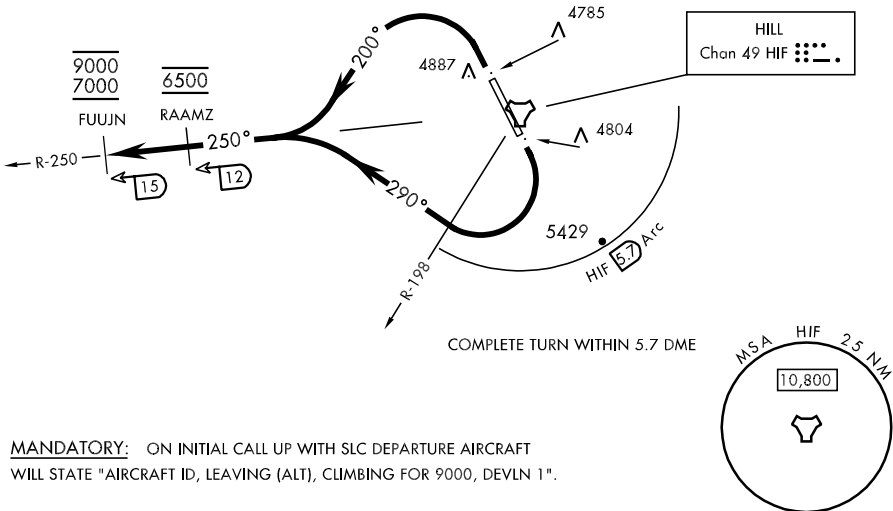 4785
HILL
Chan 49 HIF
4887
200°
9000
7000
6500
FUUJN
RAAMZ
250°
4804
R-250
15
12
290°
5429
HIF 5.7 Arc
R-198
COMPLETE TURN WITHIN 5.7 DME
MSA HIF 25 NM
10,800
MANDATORY: ON INITIAL CALL UP WITH SLC DEPARTURE AIRCRAFT
WILL STATE "AIRCRAFT ID, LEAVING (ALT), CLIMBING FOR 9000, DEVLN 1".